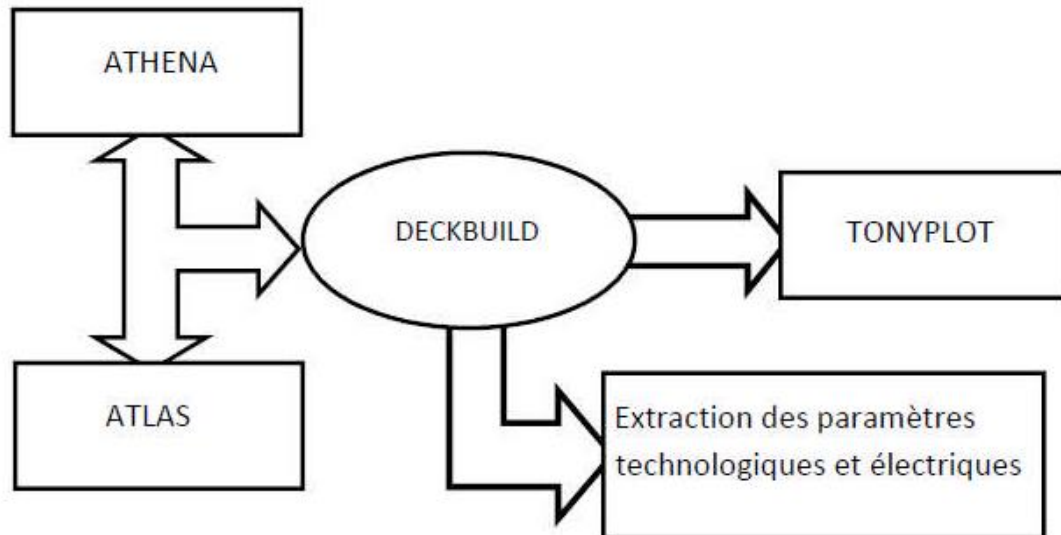 ATHENA
DECKBUILD
TONYPLOT
ATLAS
Extraction des paramètres
technologiques et électriques